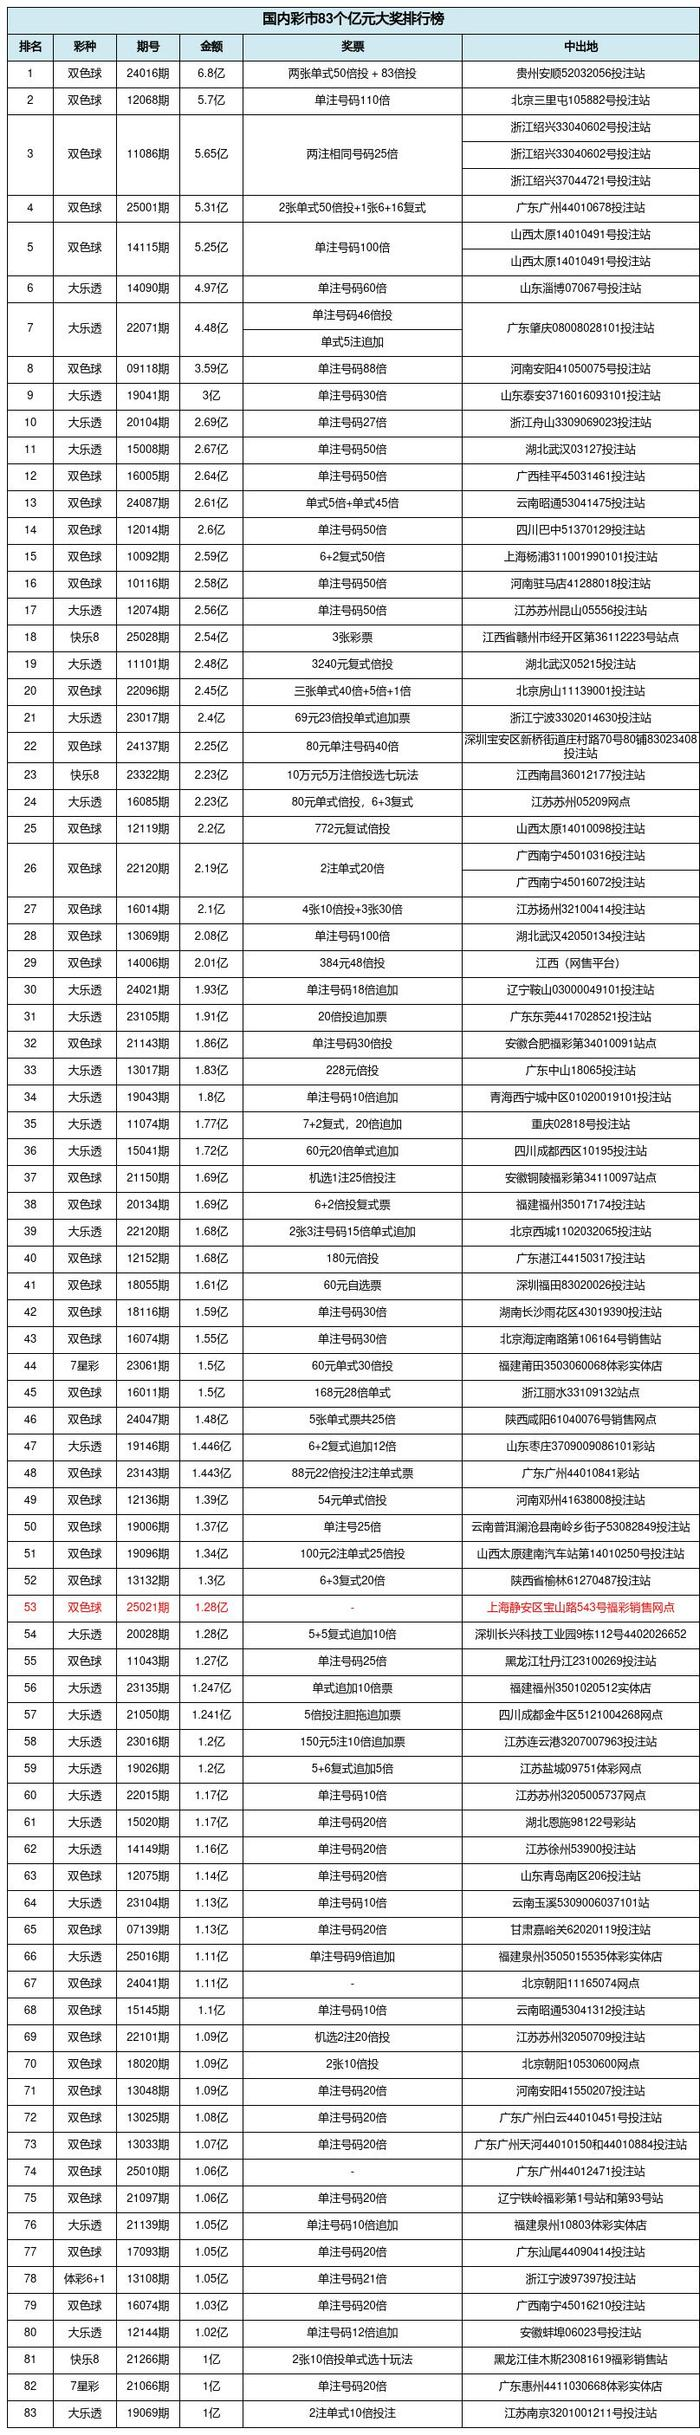 国内彩市83个亿元大奖排行榜
排名 彩种 期号 金额 奖票 中出地
1 双色球 24016期 6.8亿 两张单式50倍投 + 83倍投 贵州安顺52032056投注站
2 双色球 12068期 5.7亿 单注号码110倍 北京三里屯105882号投注站
3 双色球 11086期 5.65亿 两注相同号码25倍 浙江绍兴33040602号投注站
浙江绍兴33040602号投注站
浙江绍兴37044721号投注站
4 双色球 25001期 5.31亿 2张单式50倍投+1张6+16复式 广东广州44010678投注站
5 双色球 14115期 5.25亿 单注号码100倍 山西太原14010491号投注站
山西太原14010491号投注站
6 大乐透 14090期 4.97亿 单注号码60倍 山东淄博07067号投注站
7 大乐透 22071期 4.48亿 单注号码46倍投 广东肇庆08008028101投注站
单式5注追加
8 双色球 09118期 3.59亿 单注号码88倍 河南安阳41050075号投注站
9 大乐透 19041期 3亿 单注号码30倍 山东泰安3716016093101投注站
10 大乐透 20104期 2.69亿 单注号码27倍 浙江舟山3309069023投注站
11 大乐透 15008期 2.67亿 单注号码50倍 湖北武汉03127投注站
12 双色球 16005期 2.64亿 单注号码50倍 广西桂平45031461投注站
13 双色球 24087期 2.61亿 单式5倍+单式45倍 云南昭通53041475投注站
14 双色球 12014期 2.6亿 单注号码50倍 四川巴中51370129投注站
15 双色球 10092期 2.59亿 6+2复式50倍 上海杨浦311001990101投注站
16 双色球 10116期 2.58亿 单注号码50倍 河南驻马店41288018投注站
17 大乐透 12074期 2.56亿 单注号码50倍 江苏苏州昆山05556投注站
18 快乐8 25028期 2.54亿 3张彩票 江西省赣州市经开区第36112223号站点
19 大乐透 11101期 2.48亿 3240元复式倍投 湖北武汉05215投注站
20 双色球 22096期 2.45亿 三张单式40倍+5倍+1倍 北京房山11139001投注站
21 大乐透 23017期 2.4亿 69元23倍投单式追加票 浙江宁波3302014630投注站
22 双色球 24137期 2.25亿 80元单注号码40倍 深圳宝安区新桥街道庄村路70号80铺83023408
投注站
23 快乐8 23322期 2.23亿 10万元5万注倍投选七玩法 江西南昌36012177投注站
24 大乐透 16085期 2.23亿 80元单式倍投，6+3复式 江苏苏州05209网点
25 双色球 12119期 2.2亿 772元复试倍投 山西太原14010098投注站
26 双色球 22120期 2.19亿 2注单式20倍 广西南宁45010316投注站
广西南宁45016072投注站
27 双色球 16014期 2.1亿 4张10倍投+3张30倍 江苏扬州32100414投注站
28 双色球 13069期 2.08亿 单注号码100倍 湖北武汉42050134投注站
29 双色球 14006期 2.01亿 384元48倍投 江西（网售平台）
30 大乐透 24021期 1.93亿 单注号码18倍追加 辽宁鞍山03000049101投注站
31 大乐透 23105期 1.91亿 20倍投追加票 广东东莞4417028521投注站
32 双色球 21143期 1.86亿 单注号码30倍投 安徽合肥福彩第34010091站点
33 大乐透 13017期 1.83亿 228元倍投 广东中山18065投注站
34 大乐透 19043期 1.8亿 单注号码10倍追加 青海西宁城中区01020019101投注站
35 大乐透 11074期 1.77亿 7+2复式，20倍追加 重庆02818号投注站
36 大乐透 15041期 1.72亿 60元20倍单式追加 四川成都西区10195投注站
37 双色球 21150期 1.69亿 机选1注25倍投注 安徽铜陵福彩第34110097站点
38 双色球 20134期 1.69亿 6+2倍投复式票 福建福州35017174投注站
39 大乐透 22120期 1.68亿 2张3注号码15倍单式追加 北京西城1102032065投注站
40 双色球 12152期 1.68亿 180元倍投 广东湛江44150317投注站
41 双色球 18055期 1.61亿 60元自选票 深圳福田83020026投注站
42 双色球 18116期 1.59亿 单注号码30倍 湖南长沙雨花区43019390投注站
43 双色球 16074期 1.55亿 单注号码30倍 北京海淀南路第106164号销售站
44 7星彩 23061期 1.5亿 60元单式30倍投 福建莆田3503060068体彩实体店
45 双色球 16011期 1.5亿 168元28倍单式 浙江丽水33109132站点
46 双色球 24047期 1.48亿 5张单式票共25倍 陕西咸阳61040076号销售网点
47 大乐透 19146期 1.446亿 6+2复式追加12倍 山东枣庄3709009086101彩站
48 双色球 23143期 1.443亿 88元22倍投注2注单式票 广东广州44010841彩站
49 双色球 12136期 1.39亿 54元单式倍投 河南邓州41638008投注站
50 双色球 19006期 1.37亿 单注号25倍 云南普洱澜沧县南岭乡街子53082849投注站
51 双色球 19096期 1.34亿 100元2注单式25倍投 山西太原建南汽车站第14010250号投注站
52 双色球 13132期 1.3亿 6+3复式20倍 陕西省榆林61270487投注站
53 双色球 25021期 1.28亿 - 上海静安区宝山路543号福彩销售网点
54 大乐透 20028期 1.28亿 5+5复式追加10倍 深圳长兴科技工业园9栋112号4402026652
55 双色球 11043期 1.27亿 单注号码25倍 黑龙江牡丹江23100269投注站
56 大乐透 23135期 1.247亿 单式追加10倍票 福建福州3501020512实体店
57 大乐透 21050期 1.241亿 5倍投注胆拖追加票 四川成都金牛区5121004268网点
58 大乐透 23016期 1.2亿 150元5注10倍追加票 江苏连云港3207007963投注站
59 大乐透 19026期 1.2亿 5+6复式追加5倍 江苏盐城09751体彩网点
60 大乐透 22015期 1.17亿 单注号码10倍 江苏苏州3205005737网点
61 大乐透 15020期 1.17亿 单注号码20倍 湖北恩施98122号彩站
62 大乐透 14149期 1.16亿 单注号码20倍 江苏徐州53900投注站
63 双色球 12075期 1.14亿 单注号码20倍 山东青岛南区206投注站
64 大乐透 23104期 1.13亿 单注号码10倍 云南玉溪5309006037101站
65 双色球 07139期 1.13亿 单注号码20倍 甘肃嘉峪关62020119投注站
66 大乐透 25016期 1.11亿 单注号码9倍追加 福建泉州3505015535体彩实体店
67 双色球 24041期 1.11亿 - 北京朝阳11165074网点
68 双色球 15145期 1.1亿 单注号码10倍 云南昭通53041312投注站
69 双色球 22101期 1.09亿 机选2注20倍投 江苏苏州32050709投注站
70 双色球 18020期 1.09亿 2张10倍投 北京朝阳10530600网点
71 双色球 13048期 1.09亿 单注号码20倍 河南安阳41550207投注站
72 双色球 13025期 1.08亿 单注号码20倍 广东广州白云44010451号投注站
73 双色球 13033期 1.07亿 单注号码20倍 广东广州天河44010150和44010884投注站
74 双色球 25010期 1.06亿 - 广东广州44012471投注站
75 双色球 21097期 1.06亿 单注号码20倍 辽宁铁岭福彩第1号站和第93号站
76 大乐透 21139期 1.05亿 单注号码10倍追加 福建泉州10803体彩实体店
77 双色球 17093期 1.05亿 单注号码20倍 广东汕尾44090414投注站
78 体彩6+1 13108期 1.05亿 单注号码21倍 浙江宁波97397投注站
79 双色球 16074期 1.03亿 单注号码20倍 广西南宁45016210投注站
80 大乐透 12144期 1.02亿 单注号码12倍追加 安徽蚌埠06023号投注站
81 快乐8 21266期 1亿 2张10倍投单式选十玩法 黑龙江佳木斯23081619福彩销售站
82 7星彩 21066期 1亿 单注号码20倍 广东惠州4411030668体彩实体店
83 大乐透 19069期 1亿 2注单式10倍投注 江苏南京3201001211号投注站